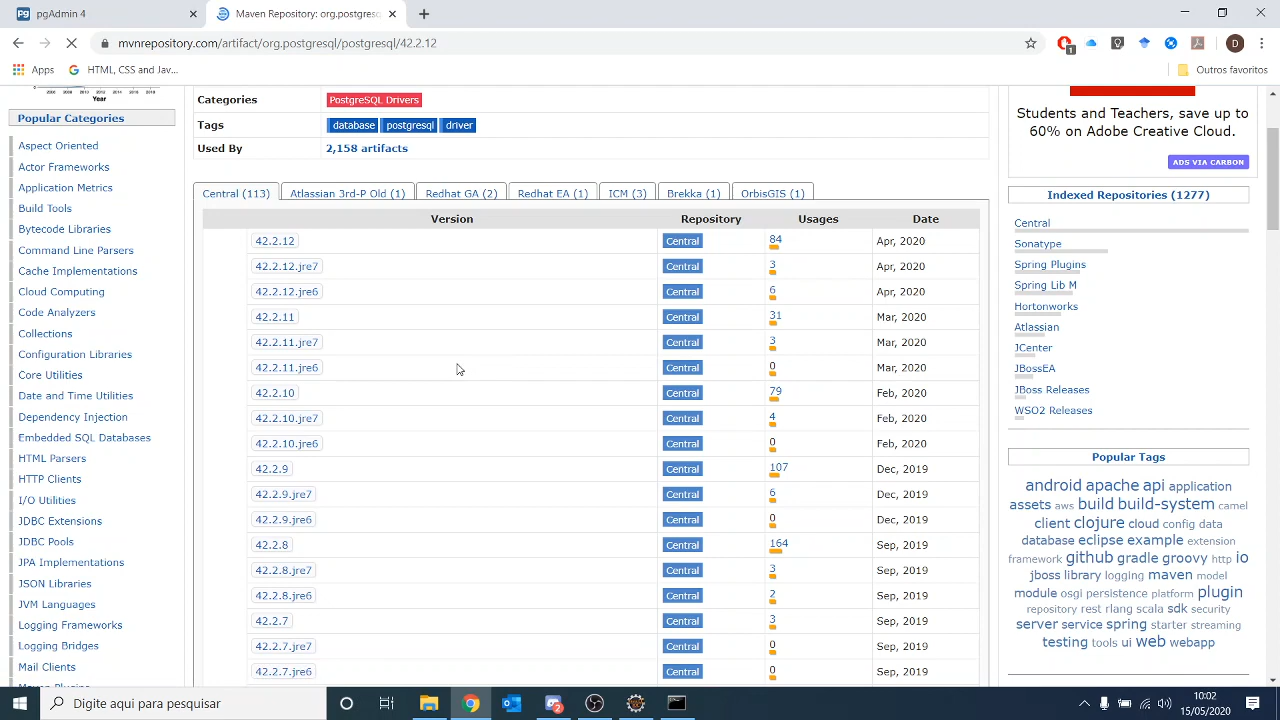 pgAdmin 4
Maven Repository: org.postgresq
mvnrepository.com/artifact/org.postgresql/postgresql/42.2.12
Apps
HTML, CSS and Jav...
Outros favoritos
2006 2008 2010 2012 2014 2016 2018
Year
Popular Categories
Aspect Oriented
Actor Frameworks
Application Metrics
Build Tools
Bytecode Libraries
Command Line Parsers
Cache Implementations
Cloud Computing
Code Analyzers
Collections
Configuration Libraries
Core Utilities
Date and Time Utilities
Dependency Injection
Embedded SQL Databases
HTML Parsers
HTTP Clients
I/O Utilities
JDBC Extensions
JDBC Pools
JPA Implementations
JSON Libraries
JVM Languages
Logging Frameworks
Logging Bridges
Mail Clients
Categories PostgreSQL Drivers
Tags database postgresql driver
Used By 2,158 artifacts
Central (113) Atlassian 3rd-P Old (1) Redhat GA (2) Redhat EA (1) ICM (3) Brekka (1) OrbisGIS (1)
Version Repository Usages Date
42.2.12 Central 84 Apr, 2020
42.2.12.jre7 Central 3 Apr, 2020
42.2.12.jre6 Central 6 Apr, 2020
42.2.11 Central 31 Mar, 2020
42.2.11.jre7 Central 3 Mar, 2020
42.2.11.jre6 Central 0 Mar, 2020
42.2.10 Central 79 Feb, 2020
42.2.10.jre7 Central 4 Feb, 2020
42.2.10.jre6 Central 0 Feb, 2020
42.2.9 Central 107 Dec, 2019
42.2.9.jre7 Central 6 Dec, 2019
42.2.9.jre6 Central 0 Dec, 2019
42.2.8 Central 164 Sep, 2019
42.2.8.jre7 Central 3 Sep, 2019
42.2.8.jre6 Central 2 Sep, 2019
42.2.7 Central 3 Sep, 2019
42.2.7.jre7 Central 0 Sep, 2019
42.2.7.jre6 Central 0 Sep, 2019
Students and Teachers, save up to
60% on Adobe Creative Cloud.
ADS VIA CARBON
Indexed Repositories (1277)
Central
Sonatype
Spring Plugins
Spring Lib M
Hortonworks
Atlassian
JCenter
JBossEA
JBoss Releases
WSO2 Releases
Popular Tags
android apache api application
assets aws build build-system camel
client clojure cloud config data
database eclipse example extension
framework github gradle groovy http io
jboss library logging maven model
module osgi persistence platform plugin
repository rest rlang scala sdk security
server service spring starter streaming
testing tools ui web webapp
Digite aqui para pesquisar
10:02
15/05/2020